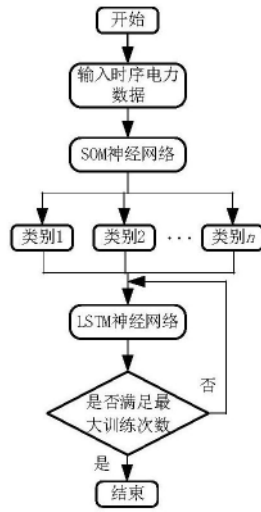 开始
输入时序电力
数据
SOM神经网络
类别1 类别2 ··· 类别n
LSTM神经网络
是否满足最
大训练次数
否
是
结束